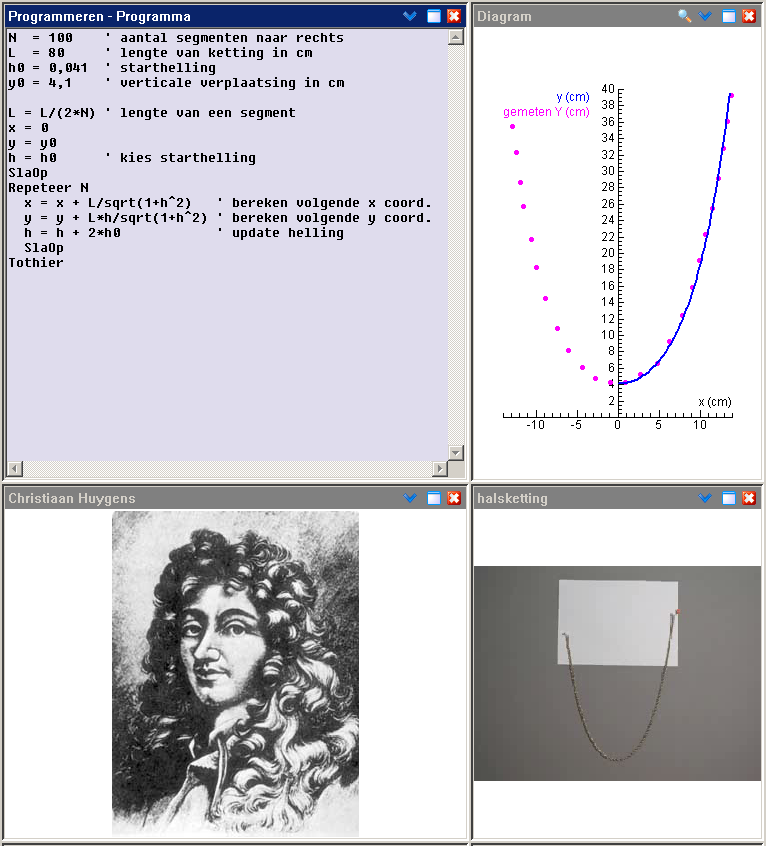 Programmeren - Programma
N  = 100    ' aantal segmenten naar rechts
L  = 80     ' lengte van ketting in cm
h0 = 0,041  ' starthelling
y0 = 4,1    ' verticale verplaatsing in cm
L = L/(2*N) ' lengte van een segment
x = 0
y = y0
h = h0      ' kies starthelling
SlaOp
Repeteer N
  x = x + L/sqrt(1+h^2)   ' bereken volgende x coord.
  y = y + L*h/sqrt(1+h^2) ' bereken volgende y coord.
  h = h + 2*h0            ' update helling
  SlaOp
Tothier
Diagram
y (cm)
gemeten Y (cm)
40
38
36
34
32
30
28
26
24
22
20
18
16
14
12
10
8
6
4
2
x (cm)
-10 -5 0 5 10
Christiaan Huygens
halsketting